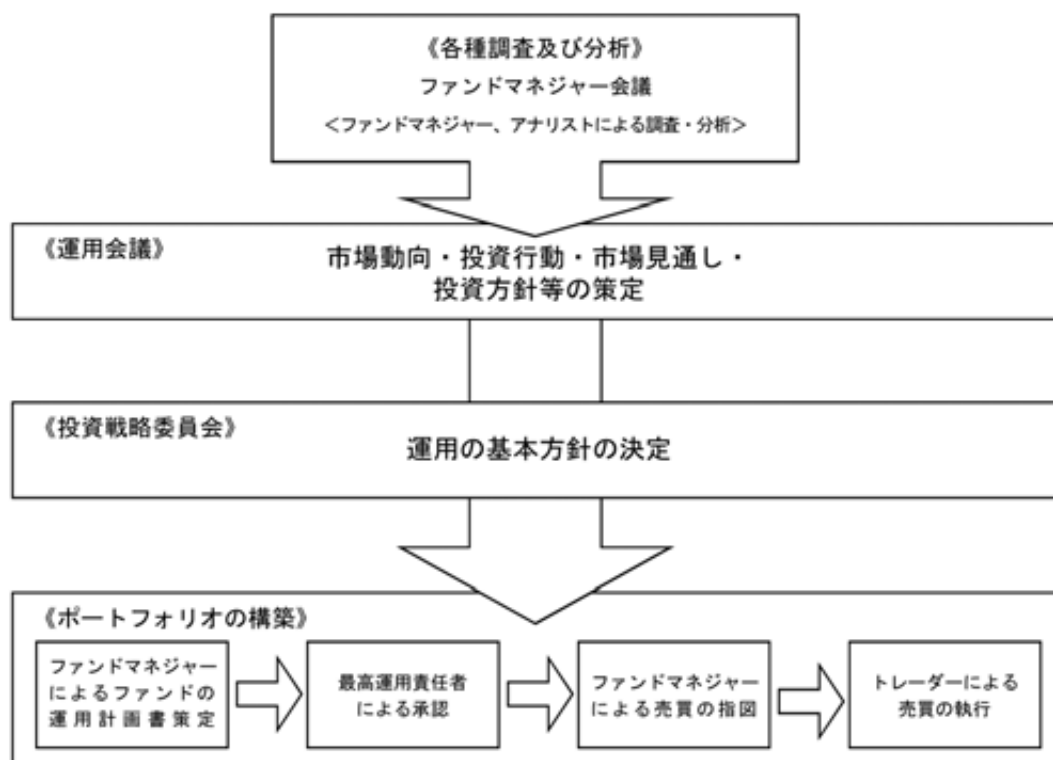 《各種調査及び分析》
ファンドマネジャー会議
＜ファンドマネジャー、アナリストによる調査・分析＞
《運用会議》
市場動向・投資行動・市場見通し・
投資方針等の策定
《投資戦略委員会》
運用の基本方針の決定
《ポートフォリオの構築》
ファンドマネジャー
によるファンドの
運用計画書策定
最高運用責任者
による承認
ファンドマネジャー
による売買の指図
トレーダーによる
売買の執行